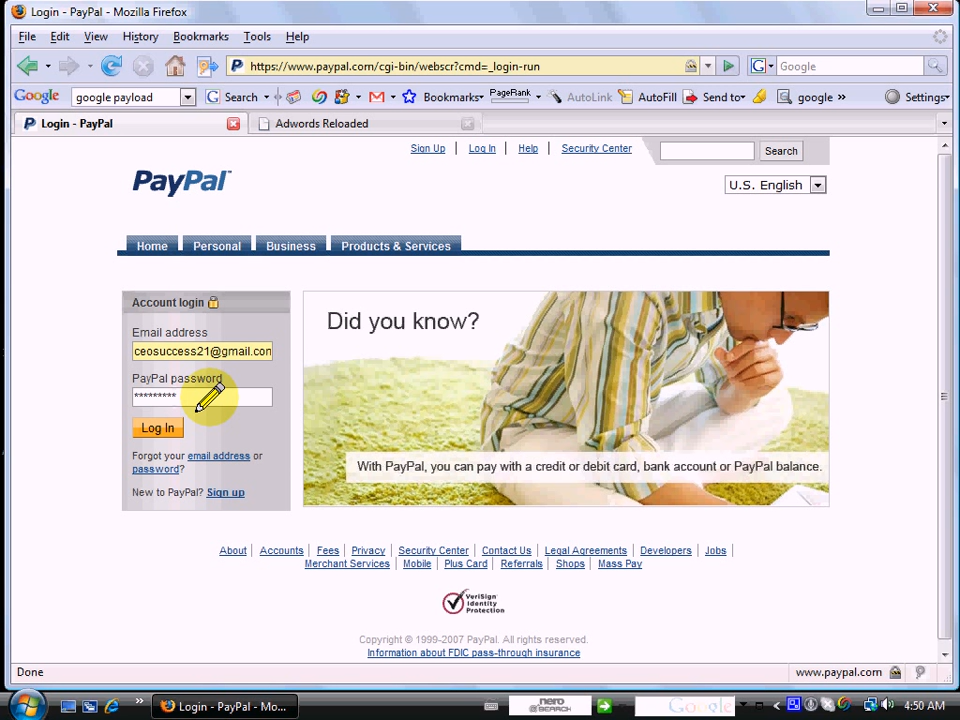 Login - PayPal - Mozilla Firefox
File Edit View History Bookmarks Tools Help
https://www.paypal.com/cgi-bin/webscr?cmd=_login-run
Google
Google google payload Search Bookmarks PageRank AutoLink AutoFill Send to google » Settings
Login - PayPal Adwords Reloaded
Sign Up Log In Help Security Center Search
PayPal
U.S. English
Home Personal Business Products & Services
Account login
Email address
ceosuccess21@gmail.com
PayPal password
*********
Log In
Forgot your email address or
password?
New to PayPal? Sign up
Did you know?
With PayPal, you can pay with a credit or debit card, bank account or PayPal balance.
About Accounts Fees Privacy Security Center Contact Us Legal Agreements Developers Jobs
Merchant Services Mobile Plus Card Referrals Shops Mass Pay
VeriSign
Identity
Protection
Copyright © 1999-2007 PayPal. All rights reserved.
Information about FDIC pass-through insurance
Done www.paypal.com
» Login - PayPal - Mo... nero SEARCH Google 4:50 AM